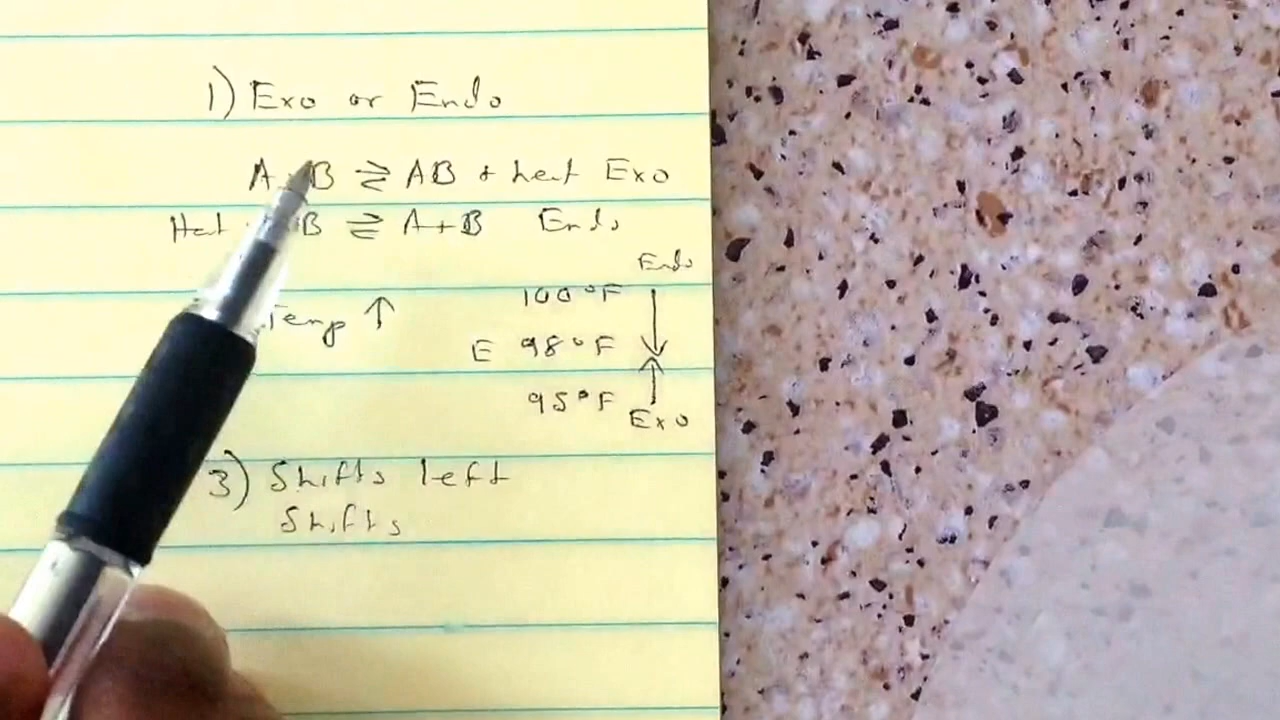 1) Exo or Endo
A B ⇌ AB + heat Exo
Heat B ⇌ A+B Endo
Endo
Temp ↑
100°F
E 98°F
95°F
Exo
3) Shifts left
Shifts